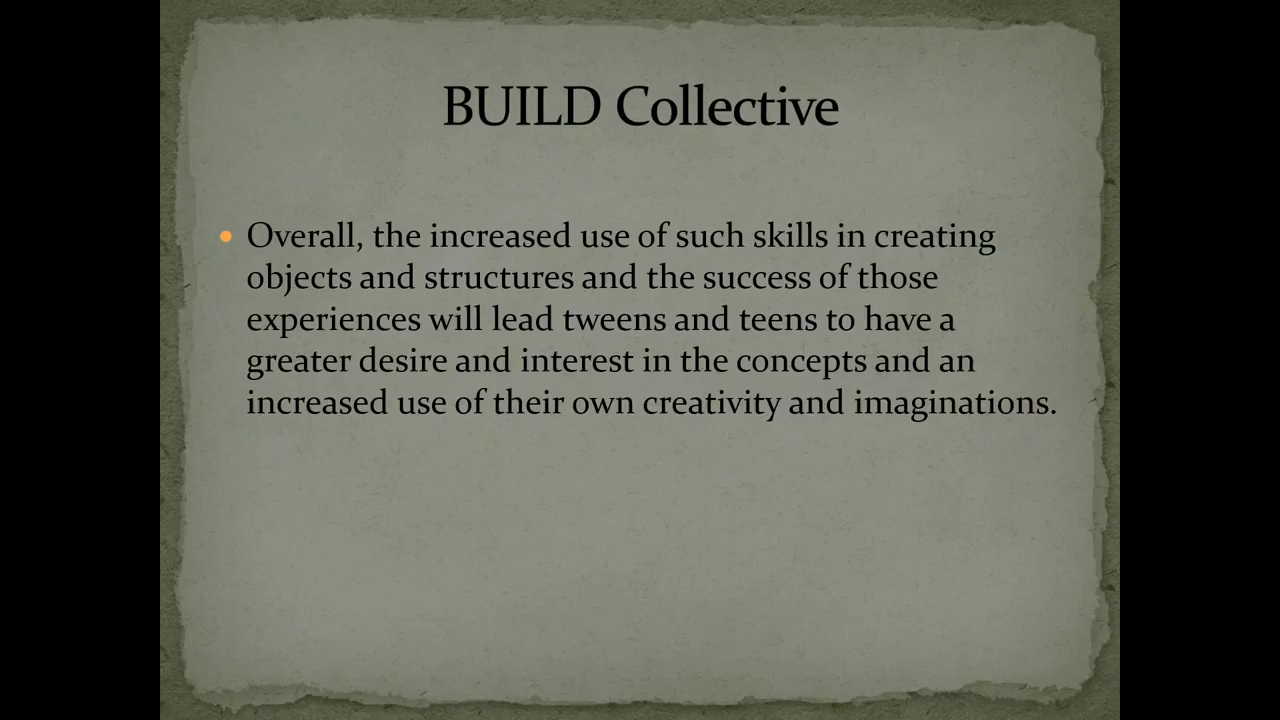 BUILD Collective
• Overall, the increased use of such skills in creating
objects and structures and the success of those
experiences will lead tweens and teens to have a
greater desire and interest in the concepts and an
increased use of their own creativity and imaginations.